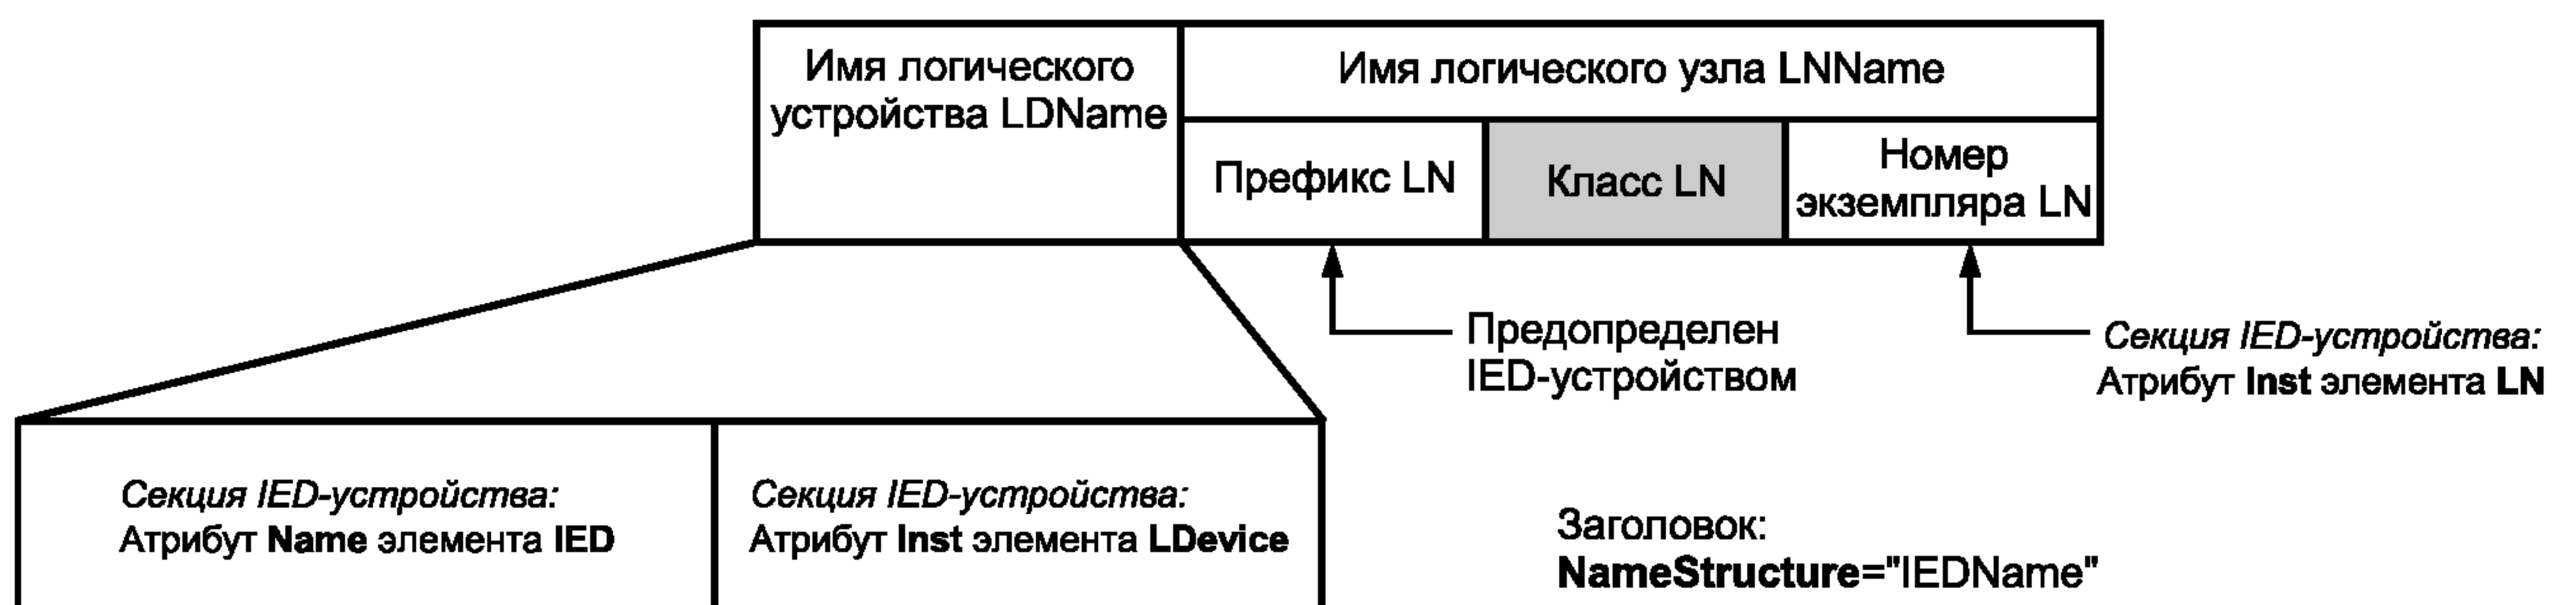 Имя логического
устройства LDName
Имя логического узла LNName
Префикс LN
Класс LN
Номер
экземпляра LN
Предопределен
IED-устройством
Секция IED-устройства:
Атрибут Inst элемента LN
Секция IED-устройства:
Атрибут Name элемента IED
Секция IED-устройства:
Атрибут Inst элемента LDevice
Заголовок:
NameStructure="IEDName"